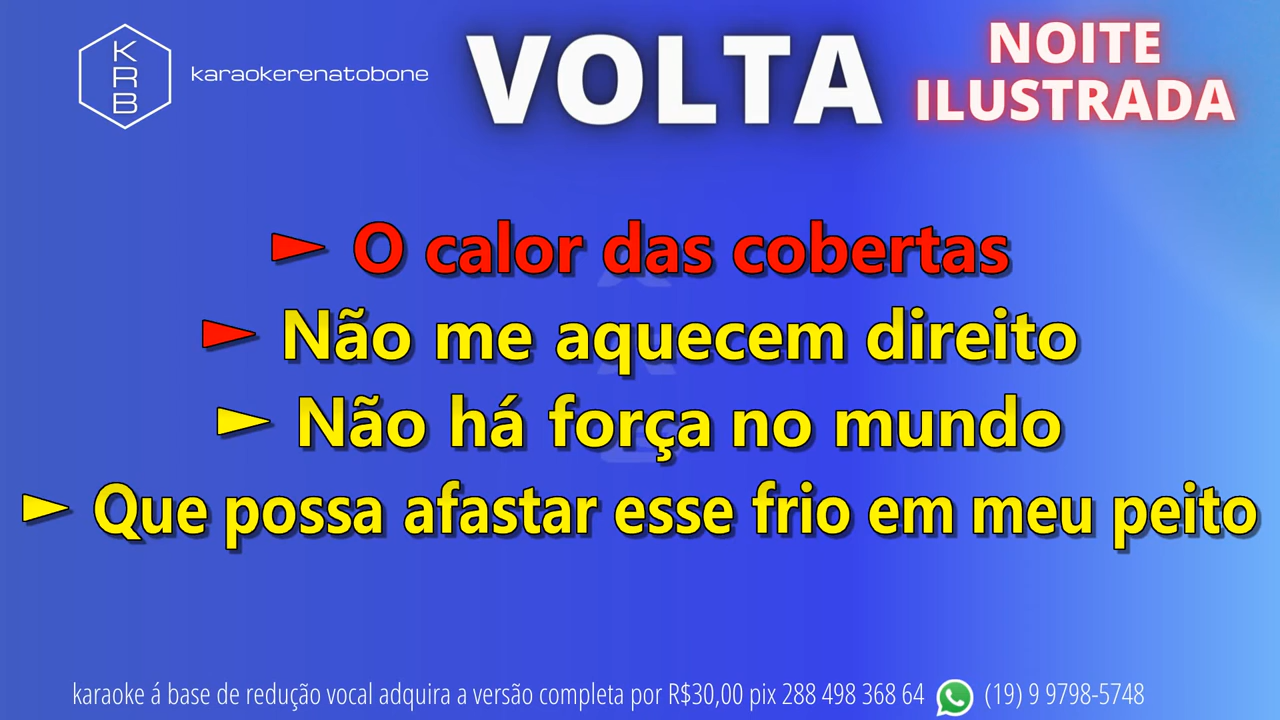 KRB
karaokerenatobone
VOLTA
NOITE
ILUSTRADA
► O calor das cobertas
► Não me aquecem direito
► Não há força no mundo
► Que possa afastar esse frio em meu peito
karaoke á base de redução vocal adquira a versão completa por R$30,00 pix 288 498 368 64 (19) 9 9798-5748